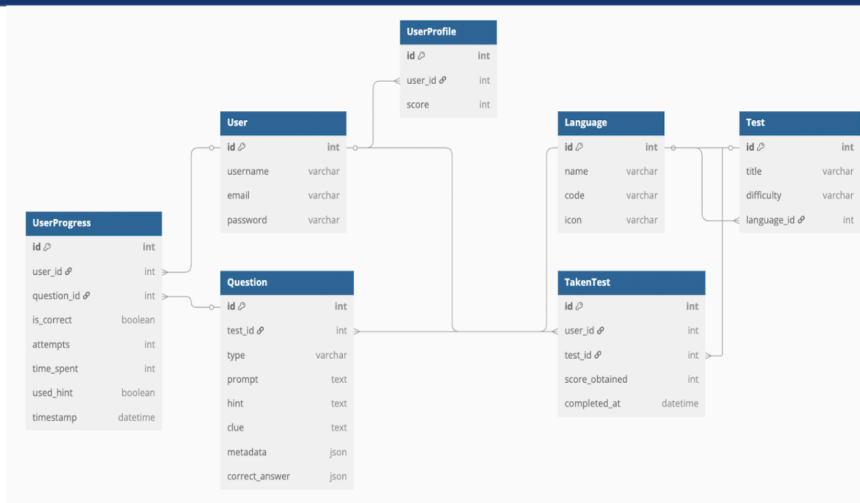 UserProfile
id int
user_id int
score int
User
id int
username varchar
email varchar
password varchar
Language
id int
name varchar
code varchar
icon varchar
Test
id int
title varchar
difficulty varchar
language_id int
UserProgress
id int
user_id int
question_id int
is_correct boolean
attempts int
time_spent int
used_hint boolean
timestamp datetime
Question
id int
test_id int
type varchar
prompt text
hint text
clue text
metadata json
correct_answer json
TakenTest
id int
user_id int
test_id int
score_obtained int
completed_at datetime